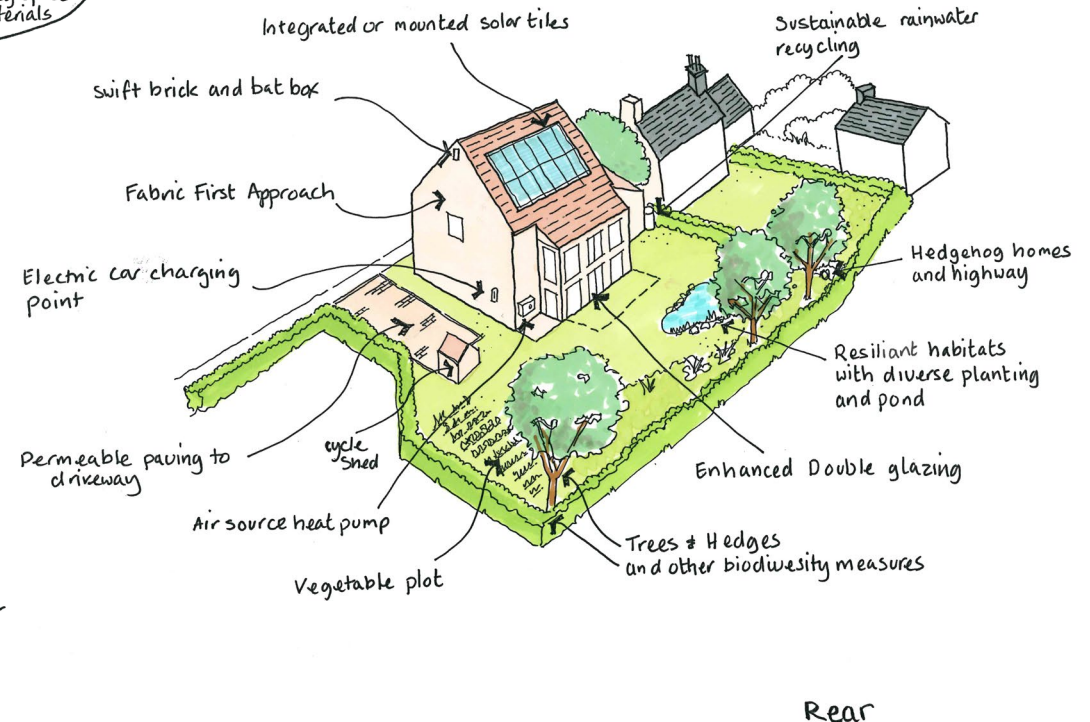 terials
Integrated or mounted solar tiles
Sustainable rainwater
recycling
swift brick and bat box
Fabric First Approach
Electric car charging
point
Hedgehog homes
and highway
Resiliant habitats
with diverse planting
and pond
Permeable paving to
driveway
cycle
shed
Enhanced Double glazing
Air source heat pump
Trees & Hedges
and other biodiwesity measures
Vegetable plot
Rear